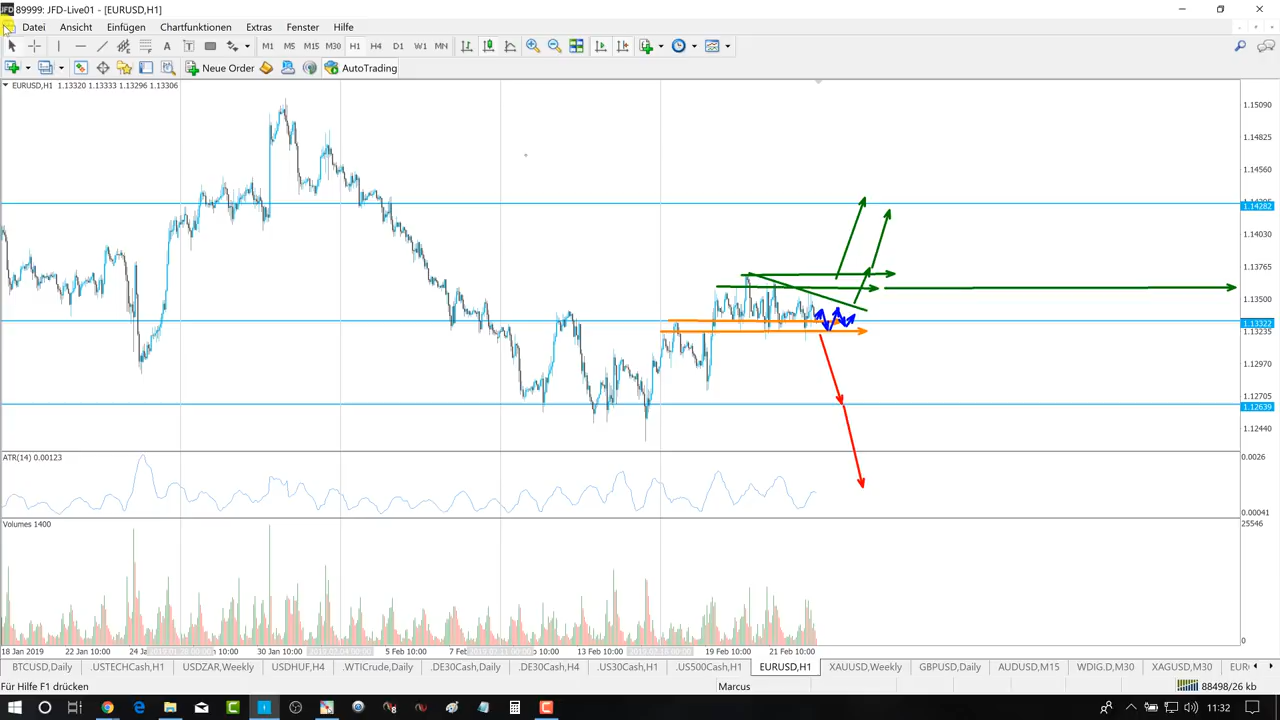 JFD 89999: JFD-Live01 - [EURUSD,H1]
Datei Ansicht Einfügen Chartfunktionen Extras Fenster Hilfe
A T M1 M5 M15 M30 H1 H4 D1 W1 MN
Neue Order AutoTrading
EURUSD,H1 1.13320 1.13333 1.13296 1.13306
1.15090
1.14825
1.14560
1.14282
1.14030
1.13765
1.13500
1.13322
1.13235
1.12970
1.12705
1.12639
1.12440
ATR(14) 0.00123
0.0026
0.00041
Volumes 1400
25546
0
18 Jan 2019 22 Jan 10:00 24 Ja 10:00 30 Jan 10:00 5 Feb 10:00 7 Feb 13 Feb 10:00 19 Feb 10:00 21 Feb 10:00
BTCUSD,Daily .USTECHCash,H1 USDZAR,Weekly USDHUF,H4 .WTICrude,Daily .DE30Cash,Daily .DE30Cash,H4 .US30Cash,H1 .US500Cash,H1 EURUSD,H1 XAUUSD,Weekly GBPUSD,Daily AUDUSD,M15 WDIG.D,M30 XAGUSD,M30
Für Hilfe F1 drücken Marcus 88498/26 kb
11:32